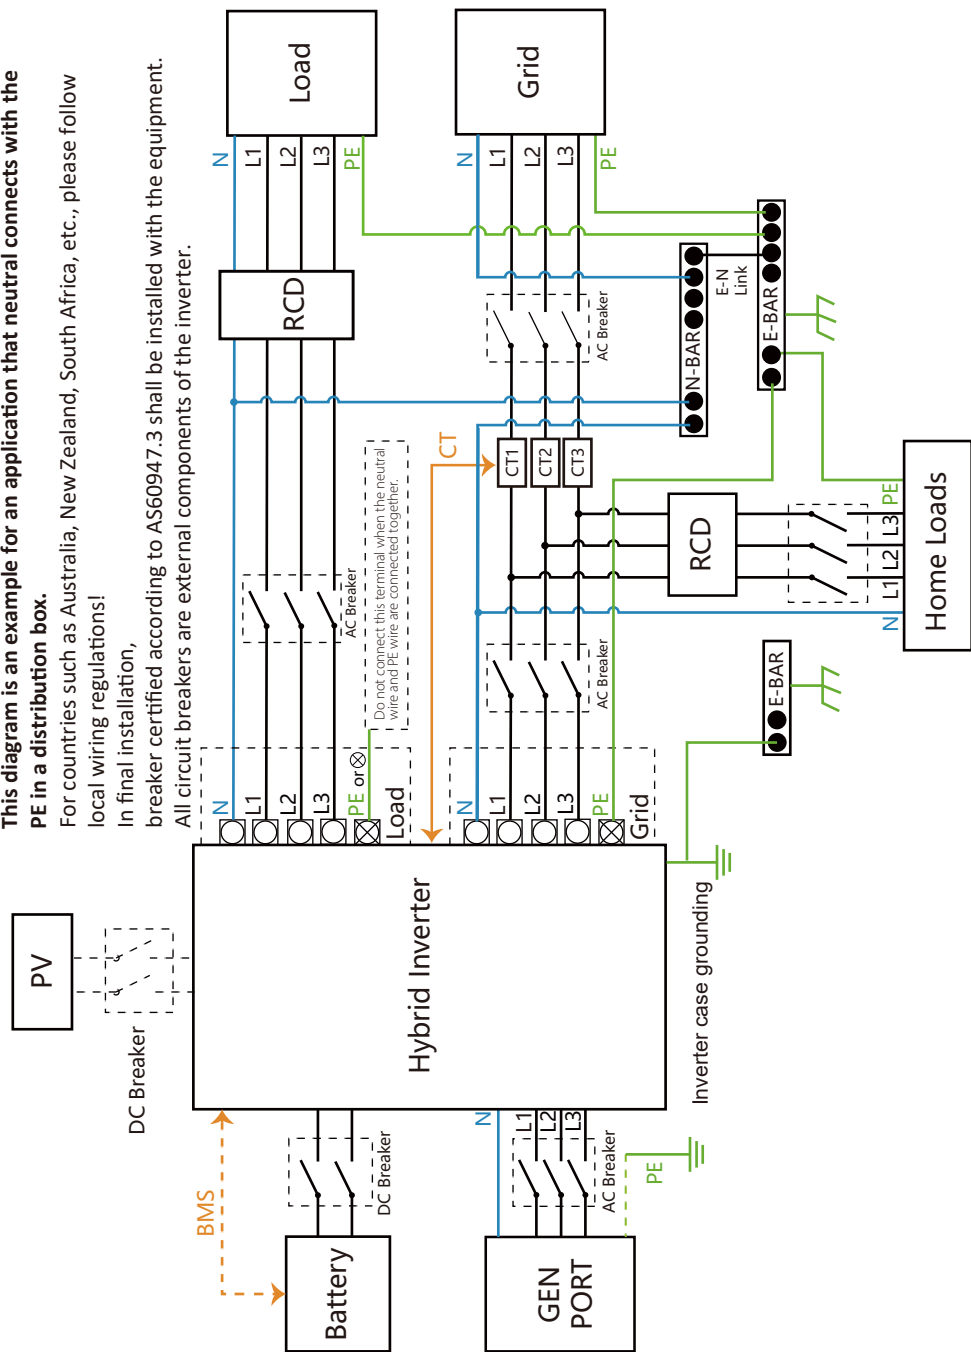 This diagram is an example for an application that neutral connects with the
PE in a distribution box.
For countries such as Australia, New Zealand, South Africa, etc., please follow
local wiring regulations!
In final installation,
breaker certified according to AS60947.3 shall be installed with the equipment.
All circuit breakers are external components of the inverter.
PV
DC Breaker
BMS
Battery
DC Breaker
Hybrid Inverter
GEN
PORT
N
L1
L2
L3
AC Breaker
PE
Inverter case grounding
N
L1
L2
L3
PE or
Load
AC Breaker
Do not connect this terminal when the neutral
wire and PE wire are connected together.
RCD
N
L1
L2
L3
PE
Load
CT
N
L1
L2
L3
PE
Grid
AC Breaker
CT1
CT2
CT3
AC Breaker
N
L1
L2
L3
PE
Grid
N-BAR
E-N
Link
E-BAR
RCD
N
L1
L2
L3
PE
Home Loads
E-BAR